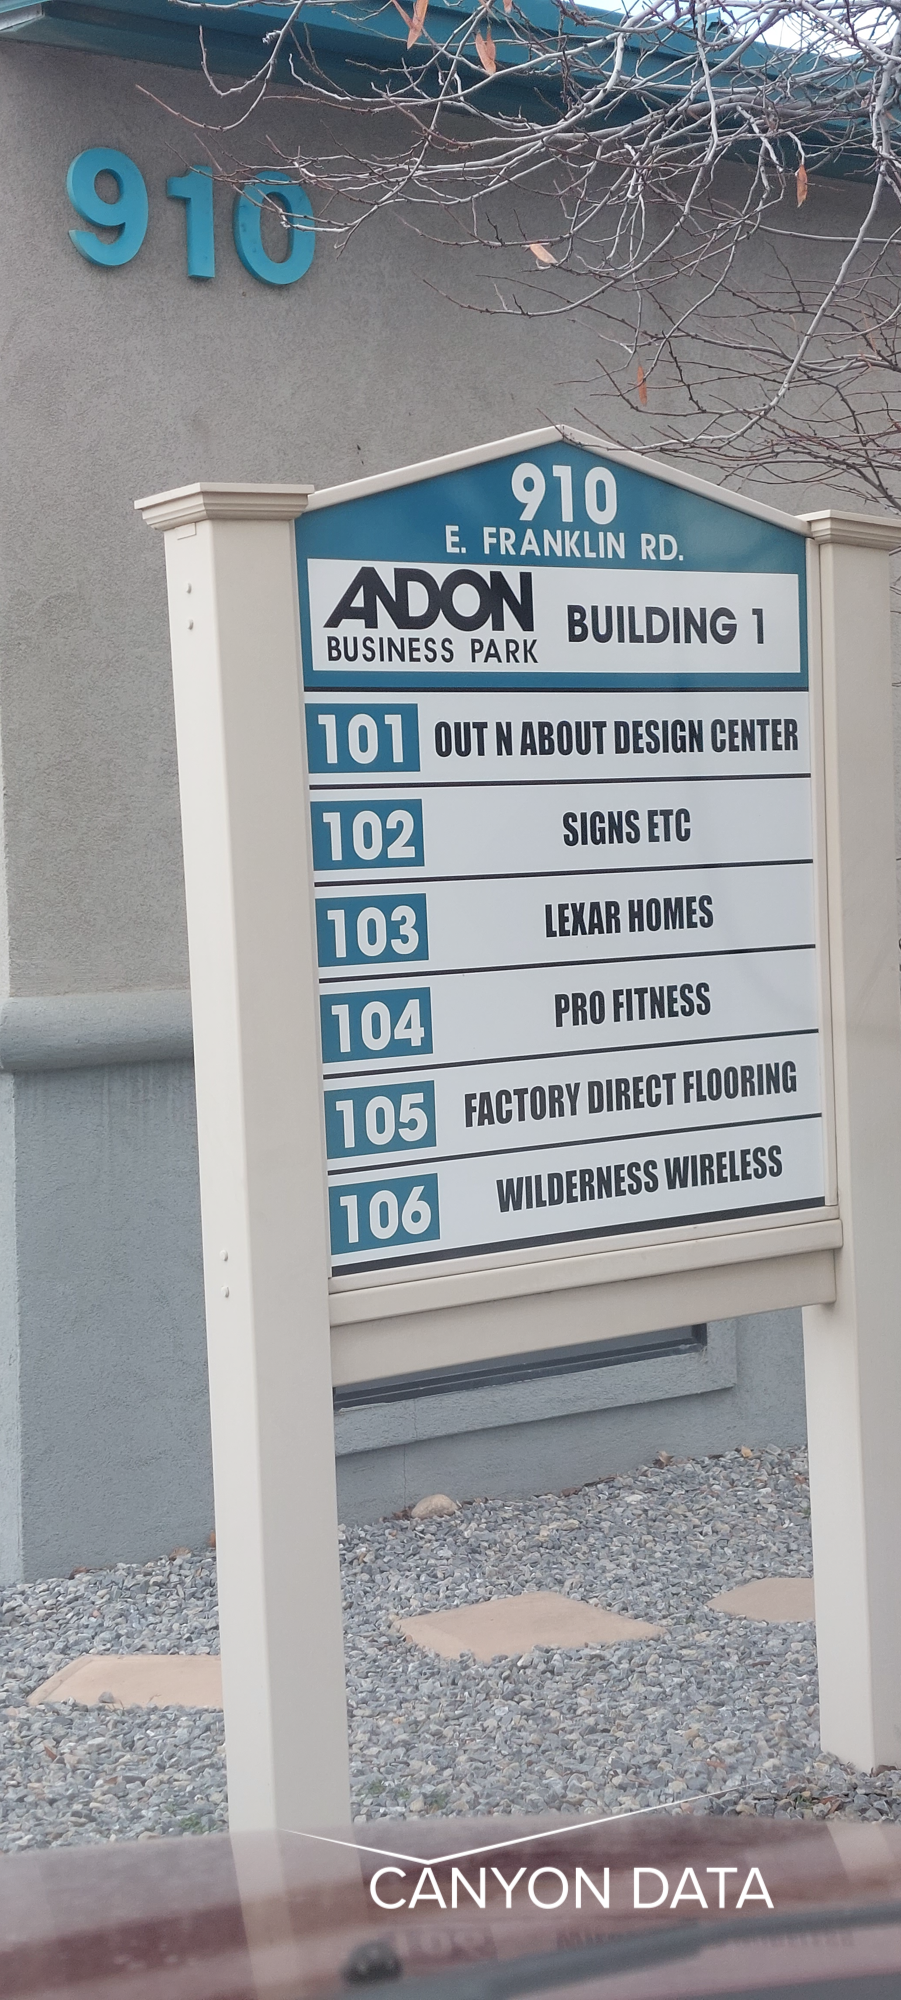 910
910
E. FRANKLIN RD.
ANDON
BUSINESS PARK
BUILDING 1
101 OUT N ABOUT DESIGN CENTER
102 SIGNS ETC
103 LEXAR HOMES
104 PRO FITNESS
105 FACTORY DIRECT FLOORING
106 WILDERNESS WIRELESS
CANYON DATA